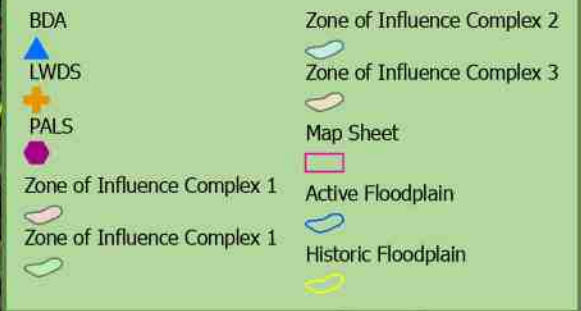 BDA
LWDS
PALS
Zone of Influence Complex 1
Zone of Influence Complex 1
Zone of Influence Complex 2
Zone of Influence Complex 3
Map Sheet
Active Floodplain
Historic Floodplain